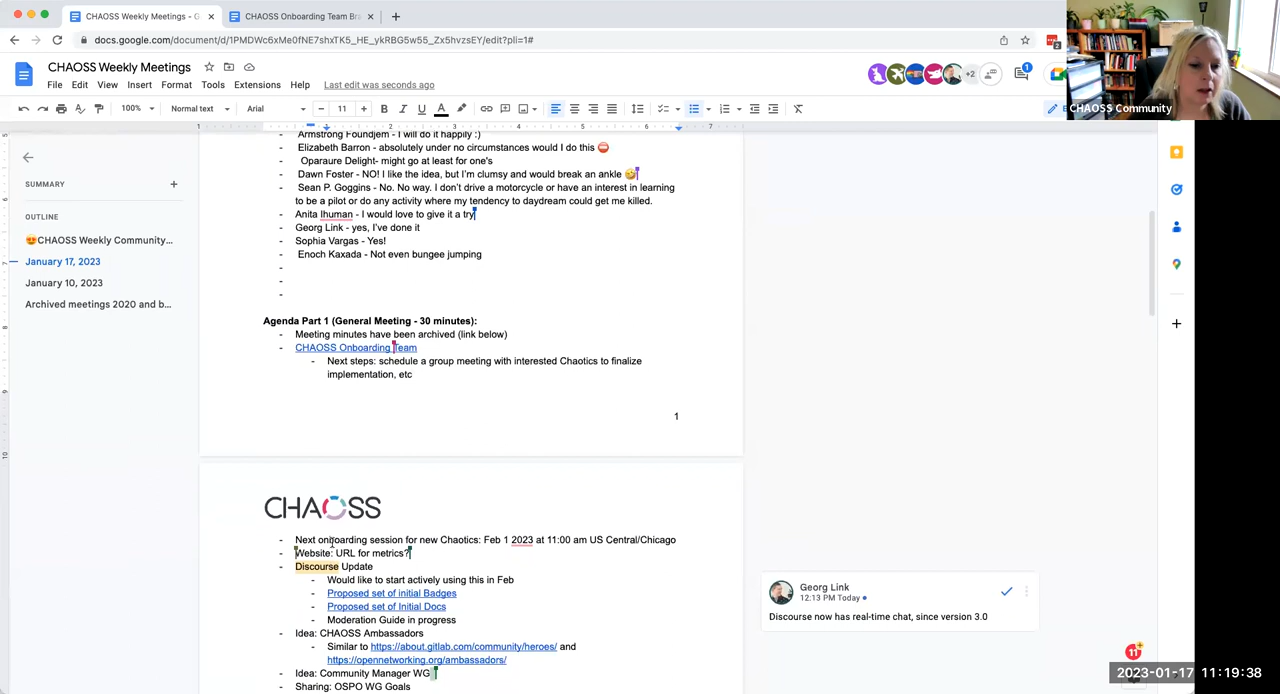 CHAOSS Weekly Meetings - G
CHAOSS Onboarding Team Bra
docs.google.com/document/d/1PMDWc6xMe0fNE7shxTK5_HE_ykRBG5w55_Zx5hvzsEY/edit?pli=1#
2
CHAOSS Weekly Meetings
File Edit View Insert Format Tools Extensions Help Last edit was seconds ago
+2
1
100% Normal text Arial 11
CHAOSS Community
1 1 2 3 4 5 6 7
SUMMARY
OUTLINE
😍CHAOSS Weekly Community...
January 17, 2023
January 10, 2023
Archived meetings 2020 and b...
- Armstrong Foundjem - I will do it happily :)
- Elizabeth Barron - absolutely under no circumstances would I do this ⛔
- Oparaure Delight- might go at least for one's
- Dawn Foster - NO! I like the idea, but I'm clumsy and would break an ankle 🤣
- Sean P. Goggins - No. No way. I don't drive a motorcycle or have an interest in learning
to be a pilot or do any activity where my tendency to daydream could get me killed.
- Anita Ihuman - I would love to give it a try
- Georg Link - yes, I've done it
- Sophia Vargas - Yes!
- Enoch Kaxada - Not even bungee jumping
-
-
-
Agenda Part 1 (General Meeting - 30 minutes):
- Meeting minutes have been archived (link below)
- CHAOSS Onboarding Team
- Next steps: schedule a group meeting with interested Chaotics to finalize
implementation, etc
1
CHAOSS
- Next onboarding session for new Chaotics: Feb 1 2023 at 11:00 am US Central/Chicago
- Website: URL for metrics?
- Discourse Update
- Would like to start actively using this in Feb
- Proposed set of initial Badges
- Proposed set of Initial Docs
- Moderation Guide in progress
- Idea: CHAOSS Ambassadors
- Similar to https://about.gitlab.com/community/heroes/ and
https://opennetworking.org/ambassadors/
- Idea: Community Manager WG
- Sharing: OSPO WG Goals
Georg Link
12:13 PM Today
Discourse now has real-time chat, since version 3.0
11
2023-01-17 11:19:38